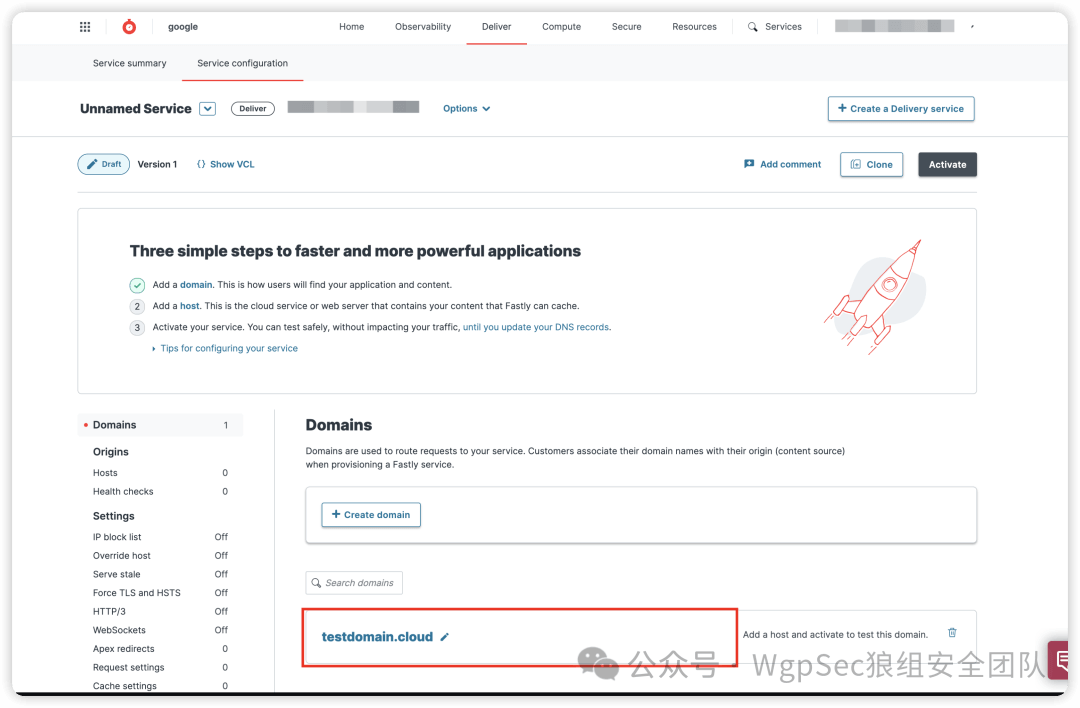 google Home Observability Deliver Compute Secure Resources Services
Service summary Service configuration
Unnamed Service Deliver Options + Create a Delivery service
Draft Version 1 {} Show VCL Add comment Clone Activate
Three simple steps to faster and more powerful applications
Add a domain. This is how users will find your application and content.
2 Add a host. This is the cloud service or web server that contains your content that Fastly can cache.
3 Activate your service. You can test safely, without impacting your traffic, until you update your DNS records.
Tips for configuring your service
Domains 1
Origins
Hosts 0
Health checks 0
Settings
IP block list Off
Override host Off
Serve stale Off
Force TLS and HSTS Off
HTTP/3 Off
WebSockets Off
Apex redirects 0
Request settings 0
Cache settings 0
Domains
Domains are used to route requests to your service. Customers associate their domain names with their origin (content source)
when provisioning a Fastly service.
+ Create domain
Search domains
testdomain.cloud Add a host and activate to test this domain.
公众号 WgpSec狼组安全团队